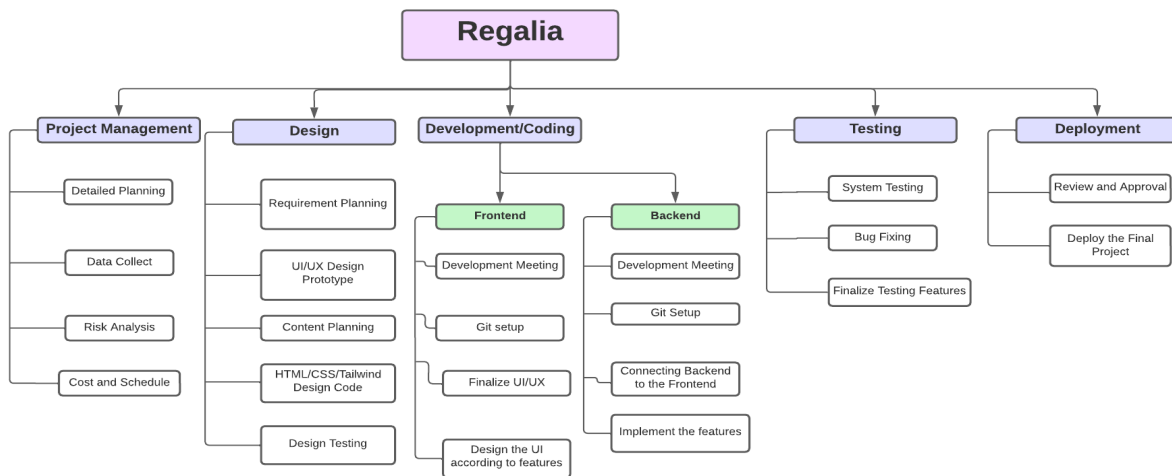 Regalia
Project Management
Detailed Planning
Data Collect
Risk Analysis
Cost and Schedule
Design
Requirement Planning
UI/UX Design
Prototype
Content Planning
HTML/CSS/Tailwind
Design Code
Design Testing
Development/Coding
Frontend
Development Meeting
Git setup
Finalize UI/UX
Design the UI
according to features
Backend
Development Meeting
Git Setup
Connecting Backend
to the Frontend
Implement the features
Testing
System Testing
Bug Fixing
Finalize Testing Features
Deployment
Review and Approval
Deploy the Final
Project